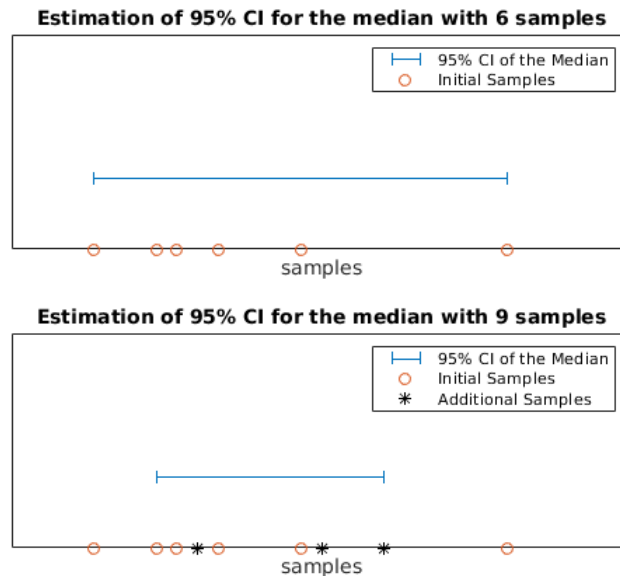 Estimation of 95% CI for the median with 6 samples
95% CI of the Median
Initial Samples
samples
Estimation of 95% CI for the median with 9 samples
95% CI of the Median
Initial Samples
Additional Samples
samples